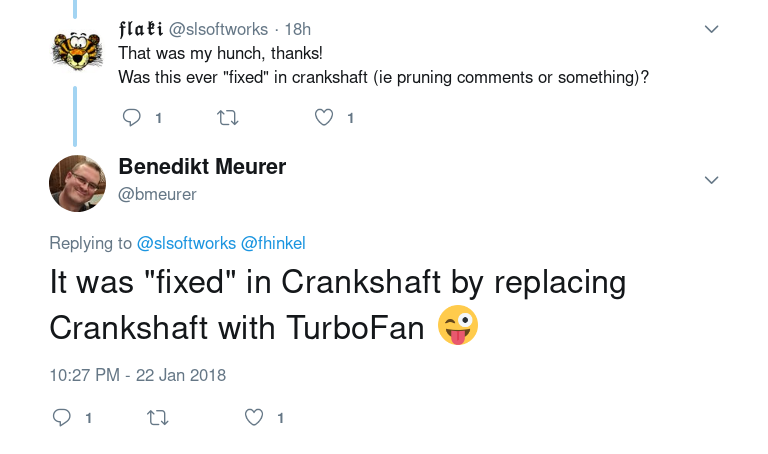 𝖋𝖑𝖆𝖐𝖎 @slsoftworks · 18h
That was my hunch, thanks!
Was this ever "fixed" in crankshaft (ie pruning comments or something)?
1 1
Benedikt Meurer
@bmeurer
Replying to @slsoftworks @fhinkel
It was "fixed" in Crankshaft by replacing
Crankshaft with TurboFan 😜
10:27 PM - 22 Jan 2018
1 1